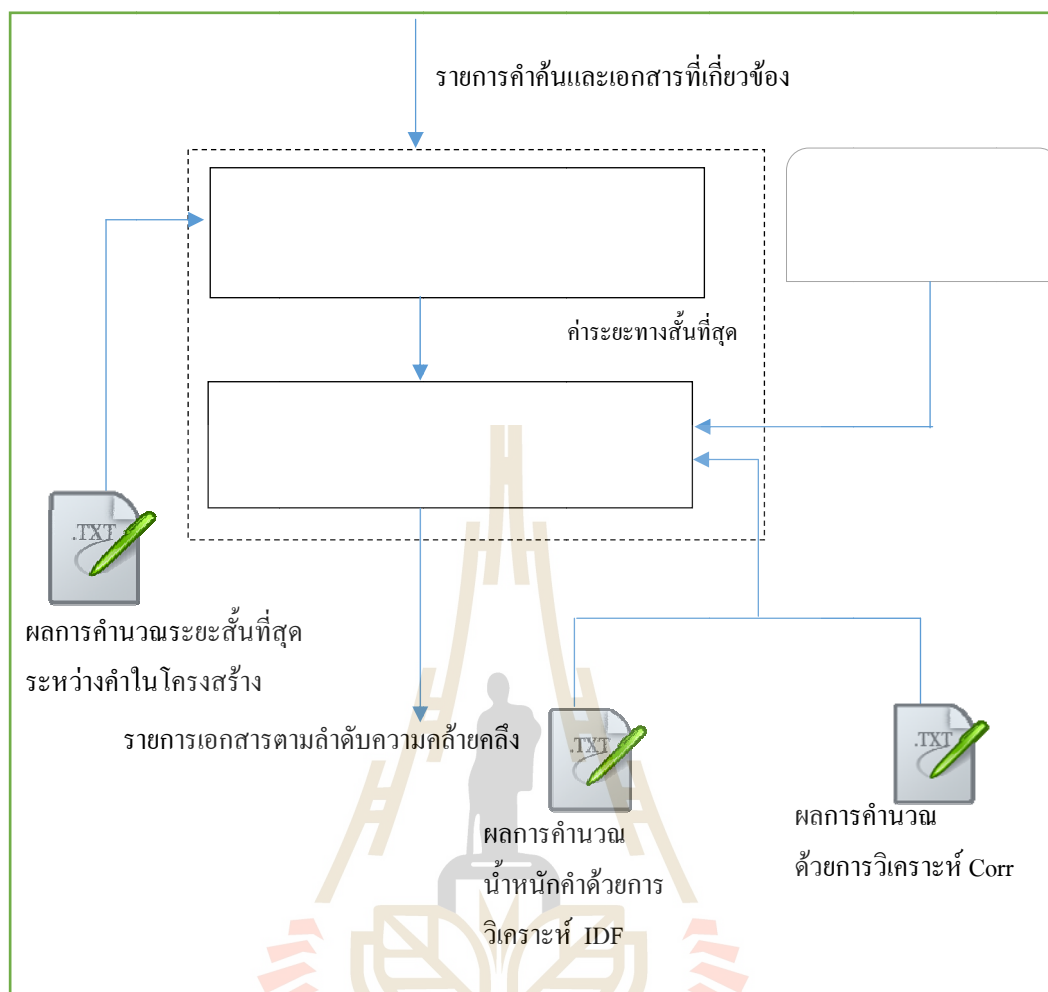 รายการคำค้นและเอกสารที่เกี่ยวข้อง
ค่าระยะทางสั้นที่สุด
.TXT
ผลการคำนวณระยะสั้นที่สุด
ระหว่างคำในโครงสร้าง
รายการเอกสารตามลำดับความคล้ายคลึง
.TXT
ผลการคำนวณ
น้ำหนักคำด้วยการ
วิเคราะห์ IDF
.TXT
ผลการคำนวณ
ด้วยการวิเคราะห์ Corr